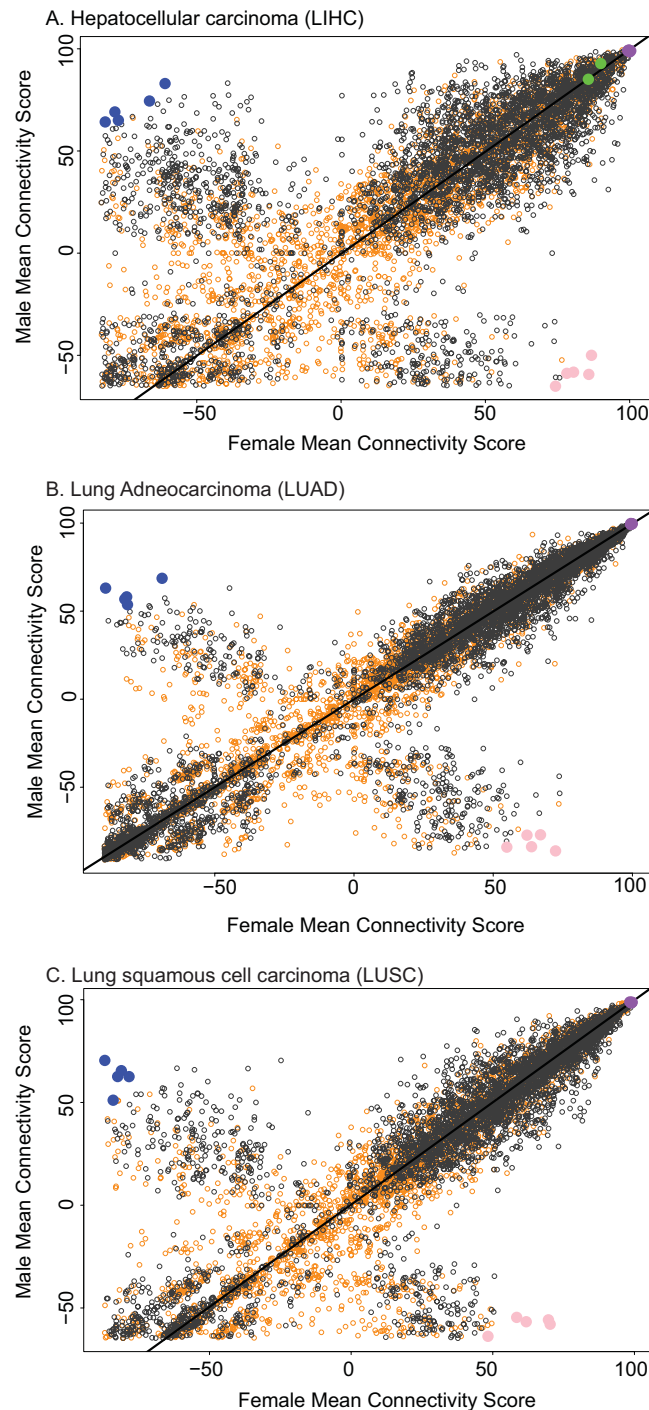 A. Hepatocellular carcinoma (LIHC)
Male Mean Connectivity Score
100
50
0
−50
−50
0
50
100
Female Mean Connectivity Score
B. Lung Adneocarcinoma (LUAD)
Male Mean Connectivity Score
100
50
0
−50
−50
0
50
100
Female Mean Connectivity Score
C. Lung squamous cell carcinoma (LUSC)
Male Mean Connectivity Score
100
50
0
−50
−50
0
50
100
Female Mean Connectivity Score